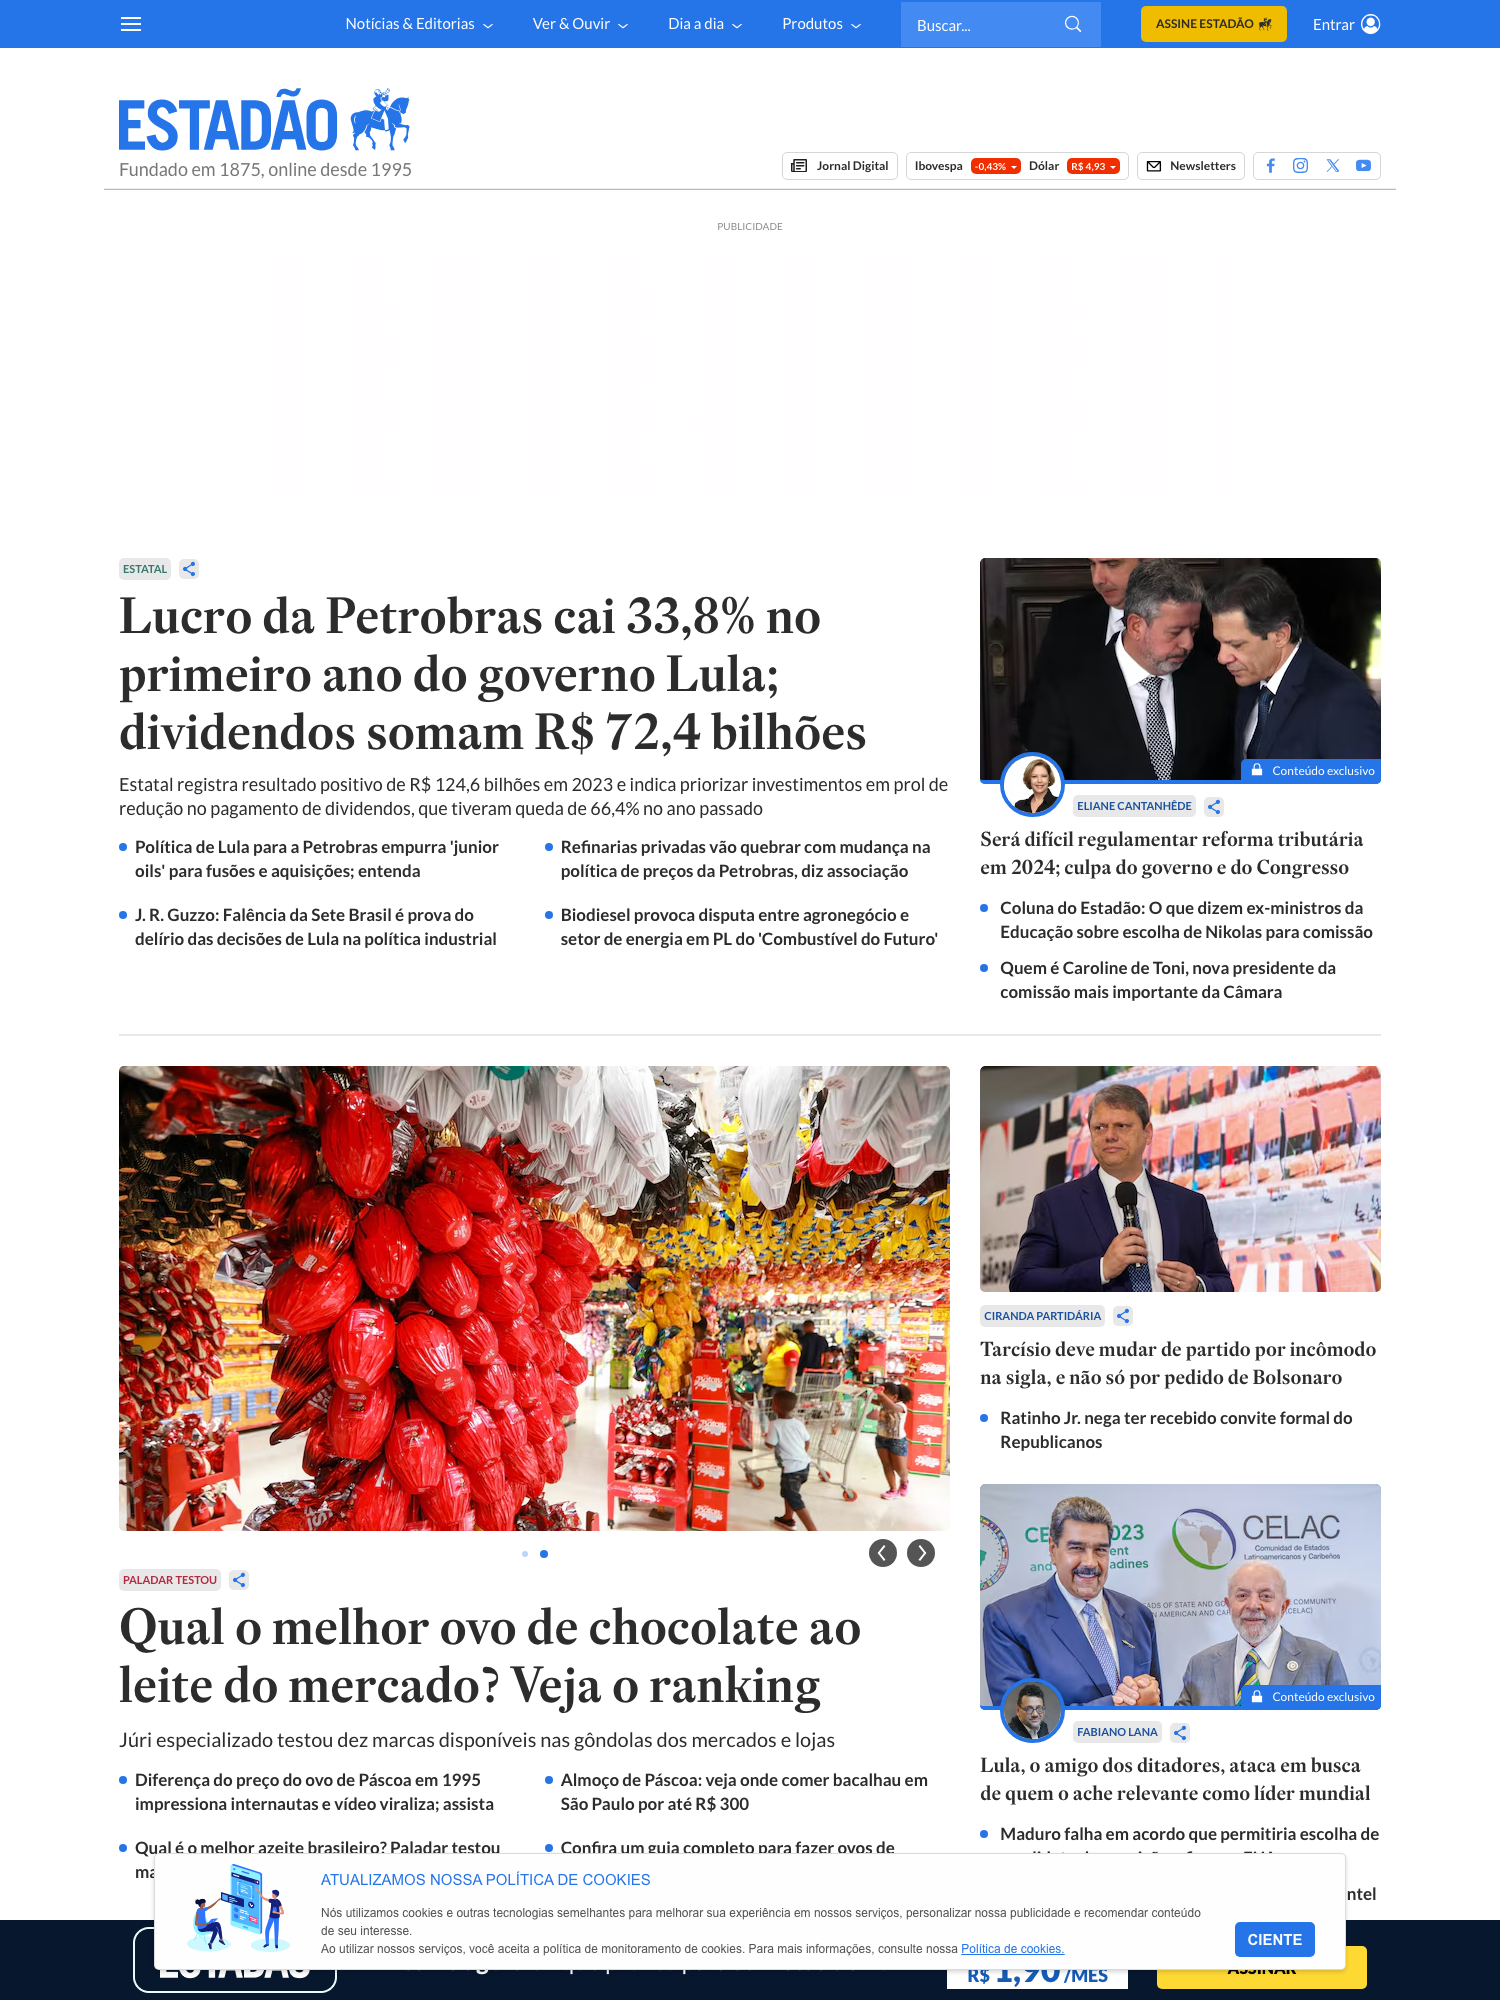 Notícias & Editorias
Ver & Ouvir
Dia a dia
Produtos
Buscar...
ASSINE ESTADÃO
Entrar
ESTADÃO
Fundado em 1875, online desde 1995
Jornal Digital
Ibovespa -0,43% Dólar R$ 4,93
Newsletters
PUBLICIDADE
ESTATAL
Lucro da Petrobras cai 33,8% no
primeiro ano do governo Lula;
dividendos somam R$ 72,4 bilhões
Estatal registra resultado positivo de R$ 124,6 bilhões em 2023 e indica priorizar investimentos em prol de
redução no pagamento de dividendos, que tiveram queda de 66,4% no ano passado
Política de Lula para a Petrobras empurra 'junior
oils' para fusões e aquisições; entenda
Refinarias privadas vão quebrar com mudança na
política de preços da Petrobras, diz associação
J. R. Guzzo: Falência da Sete Brasil é prova do
delírio das decisões de Lula na política industrial
Biodiesel provoca disputa entre agronegócio e
setor de energia em PL do 'Combustível do Futuro'
Conteúdo exclusivo
ELIANE CANTANHÊDE
Será difícil regulamentar reforma tributária
em 2024; culpa do governo e do Congresso
Coluna do Estadão: O que dizem ex-ministros da
Educação sobre escolha de Nikolas para comissão
Quem é Caroline de Toni, nova presidente da
comissão mais importante da Câmara
PALADAR TESTOU
Qual o melhor ovo de chocolate ao
leite do mercado? Veja o ranking
Júri especializado testou dez marcas disponíveis nas gôndolas dos mercados e lojas
Diferença do preço do ovo de Páscoa em 1995
impressiona internautas e vídeo viraliza; assista
Almoço de Páscoa: veja onde comer bacalhau em
São Paulo por até R$ 300
Qual é o melhor azeite brasileiro? Paladar testou
Confira um guia completo para fazer ovos de
CIRANDA PARTIDÁRIA
Tarcísio deve mudar de partido por incômodo
na sigla, e não só por pedido de Bolsonaro
Ratinho Jr. nega ter recebido convite formal do
Republicanos
CELAC
Comunidad de Estados
Latinoamericanos y Caribeños
Conteúdo exclusivo
FABIANO LANA
Lula, o amigo dos ditadores, ataca em busca
de quem o ache relevante como líder mundial
Maduro falha em acordo que permitiria escolha de
ATUALIZAMOS NOSSA POLÍTICA DE COOKIES
Nós utilizamos cookies e outras tecnologias semelhantes para melhorar sua experiência em nossos serviços, personalizar nossa publicidade e recomendar conteúdo
de seu interesse.
Ao utilizar nossos serviços, você aceita a política de monitoramento de cookies. Para mais informações, consulte nossa Política de cookies.
CIENTE
ESTADÃO
R$ 1,90 /MÊS
ASSINAR